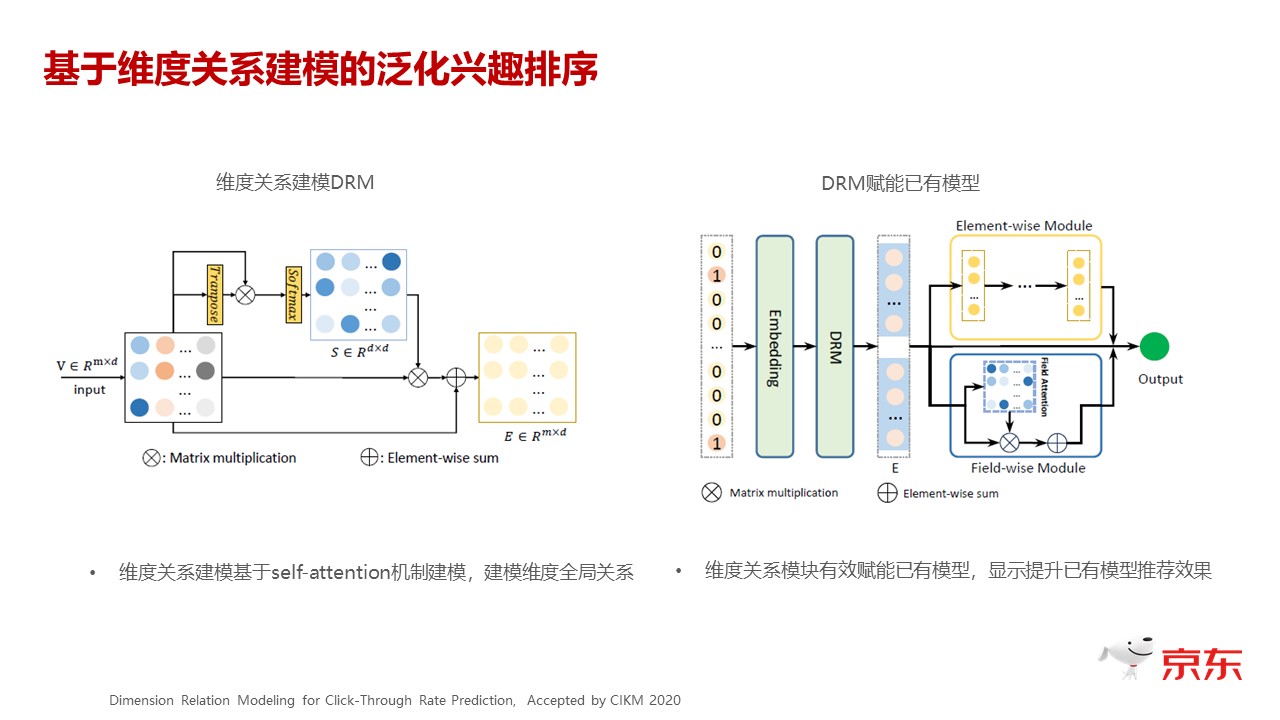 基于维度关系建模的泛化兴趣排序
维度关系建模DRM
Tranpose
Softmax
S ∈ R^{d×d}
V ∈ R^{m×d}
input
E ∈ R^{m×d}
⊗: Matrix multiplication
⊕: Element-wise sum
• 维度关系建模基于self-attention机制建模，建模维度全局关系
DRM赋能已有模型
0
1
0
0
...
0
0
0
1
Embedding
DRM
E
Element-wise Module
Field Attention
Field-wise Module
Output
⊗ Matrix multiplication
⊕ Element-wise sum
• 维度关系模块有效赋能已有模型，显示提升已有模型推荐效果
京东
Dimension Relation Modeling for Click-Through Rate Prediction, Accepted by CIKM 2020